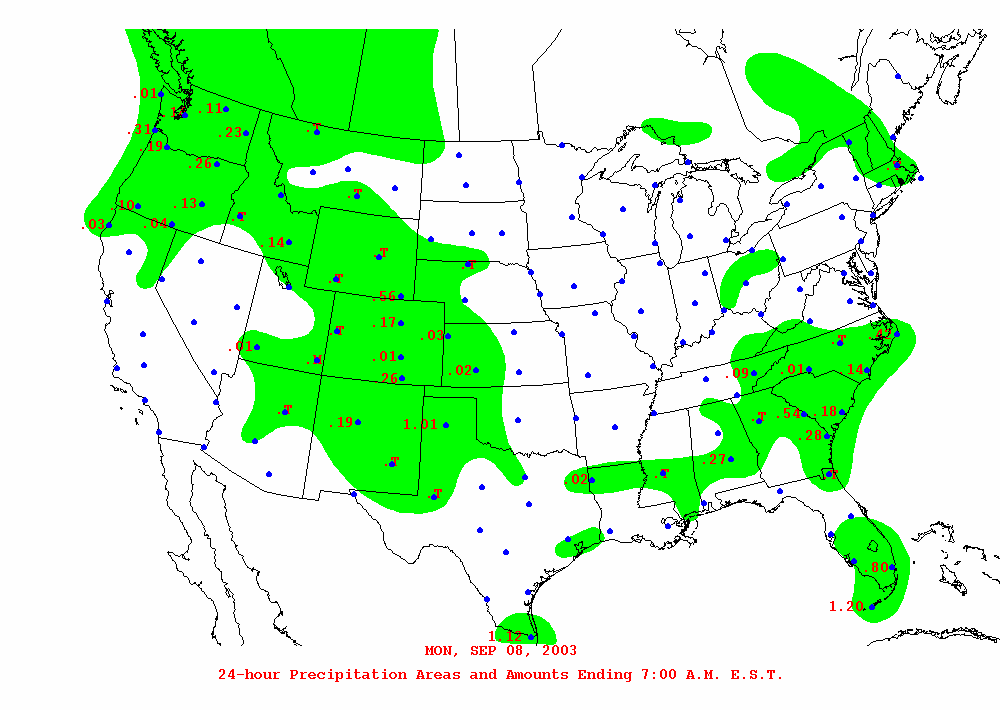 .01
.11
.31
.23
.T
.19
.26
.T
.10
.13
.03
.04
.T
.14
.T
.T
.T
.56
.17
.T
.03
.42
.T
.01
.01
.02
.26
.09
.01
.14
.T
.19
1.01
.T
.54
.18
.28
.T
.27
.02
.T
.T
.T
.80
1.20
1.12
MON, SEP 08, 2003
24-hour Precipitation Areas and Amounts Ending 7:00 A.M. E.S.T.